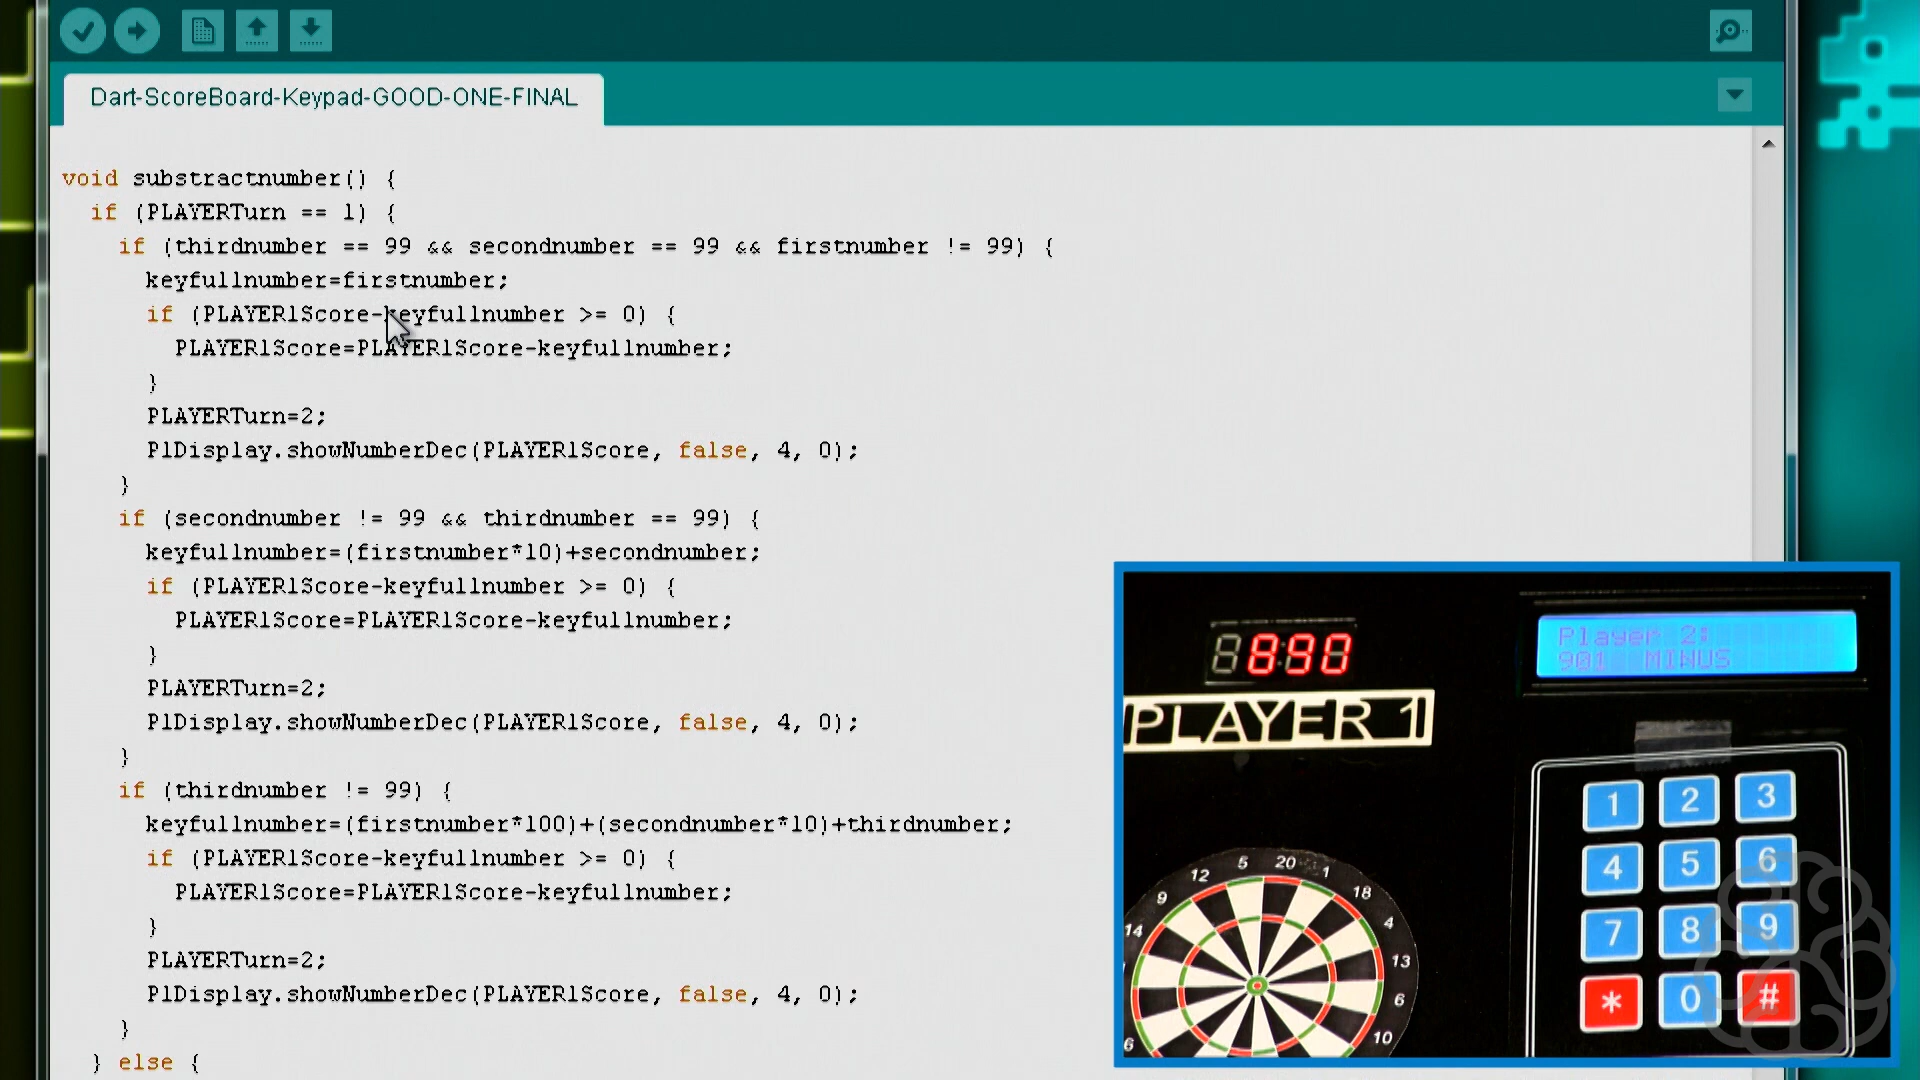 Dart-ScoreBoard-Keypad-GOOD-ONE-FINAL
void substractnumber() {
if (PLAYERTurn == 1) {
if (thirdnumber == 99 && secondnumber == 99 && firstnumber != 99) {
keyfullnumber=firstnumber;
if (PLAYER1Score-keyfullnumber >= 0) {
PLAYER1Score=PLAYER1Score-keyfullnumber;
}
PLAYERTurn=2;
P1Display.showNumberDec(PLAYER1Score, false, 4, 0);
}
if (secondnumber != 99 && thirdnumber == 99) {
keyfullnumber=(firstnumber*10)+secondnumber;
if (PLAYER1Score-keyfullnumber >= 0) {
PLAYER1Score=PLAYER1Score-keyfullnumber;
}
PLAYERTurn=2;
P1Display.showNumberDec(PLAYER1Score, false, 4, 0);
}
if (thirdnumber != 99) {
keyfullnumber=(firstnumber*100)+(secondnumber*10)+thirdnumber;
if (PLAYER1Score-keyfullnumber >= 0) {
PLAYER1Score=PLAYER1Score-keyfullnumber;
}
PLAYERTurn=2;
P1Display.showNumberDec(PLAYER1Score, false, 4, 0);
}
} else {
890
PLAYER 1
Player 2:
901 MINUS
1 2 3
4 5 6
7 8 9
* 0 #
5 20 1
12 18
9 4
14 13
6
10